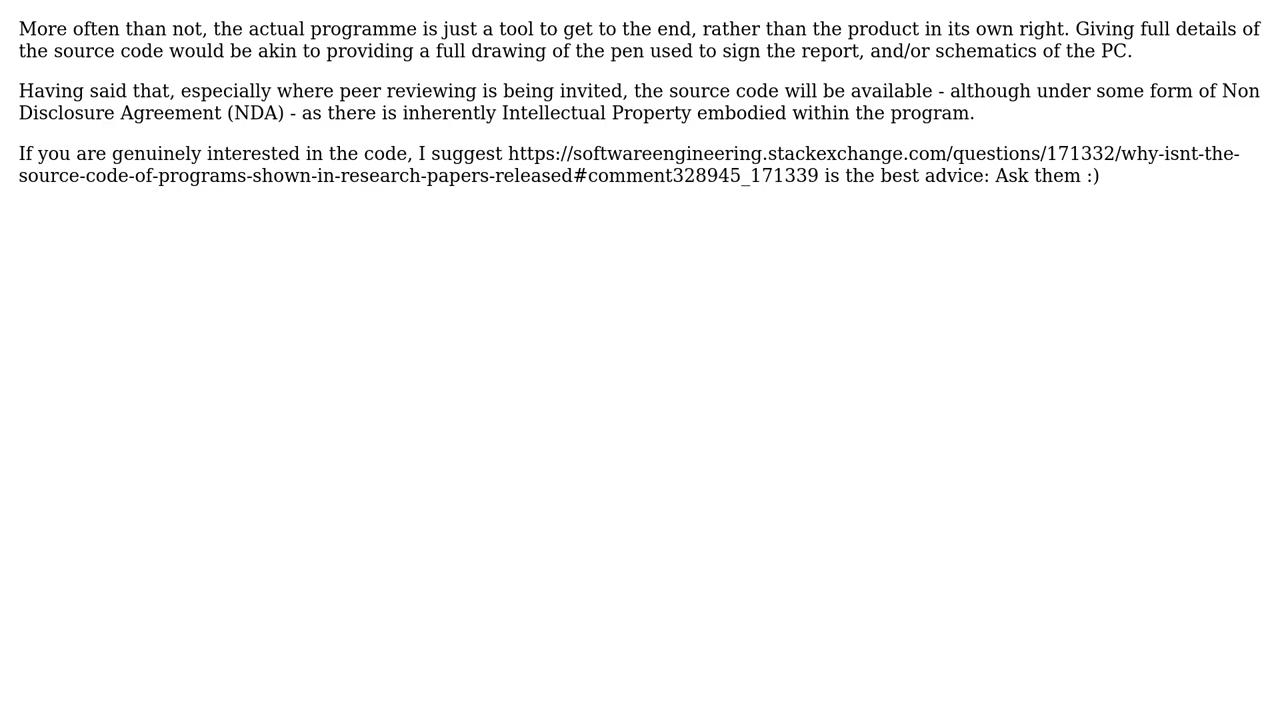 More often than not, the actual programme is just a tool to get to the end, rather than the product in its own right. Giving full details of
the source code would be akin to providing a full drawing of the pen used to sign the report, and/or schematics of the PC.
Having said that, especially where peer reviewing is being invited, the source code will be available - although under some form of Non
Disclosure Agreement (NDA) - as there is inherently Intellectual Property embodied within the program.
If you are genuinely interested in the code, I suggest https://softwareengineering.stackexchange.com/questions/171332/why-isnt-the-
source-code-of-programs-shown-in-research-papers-released#comment328945_171339 is the best advice: Ask them :)